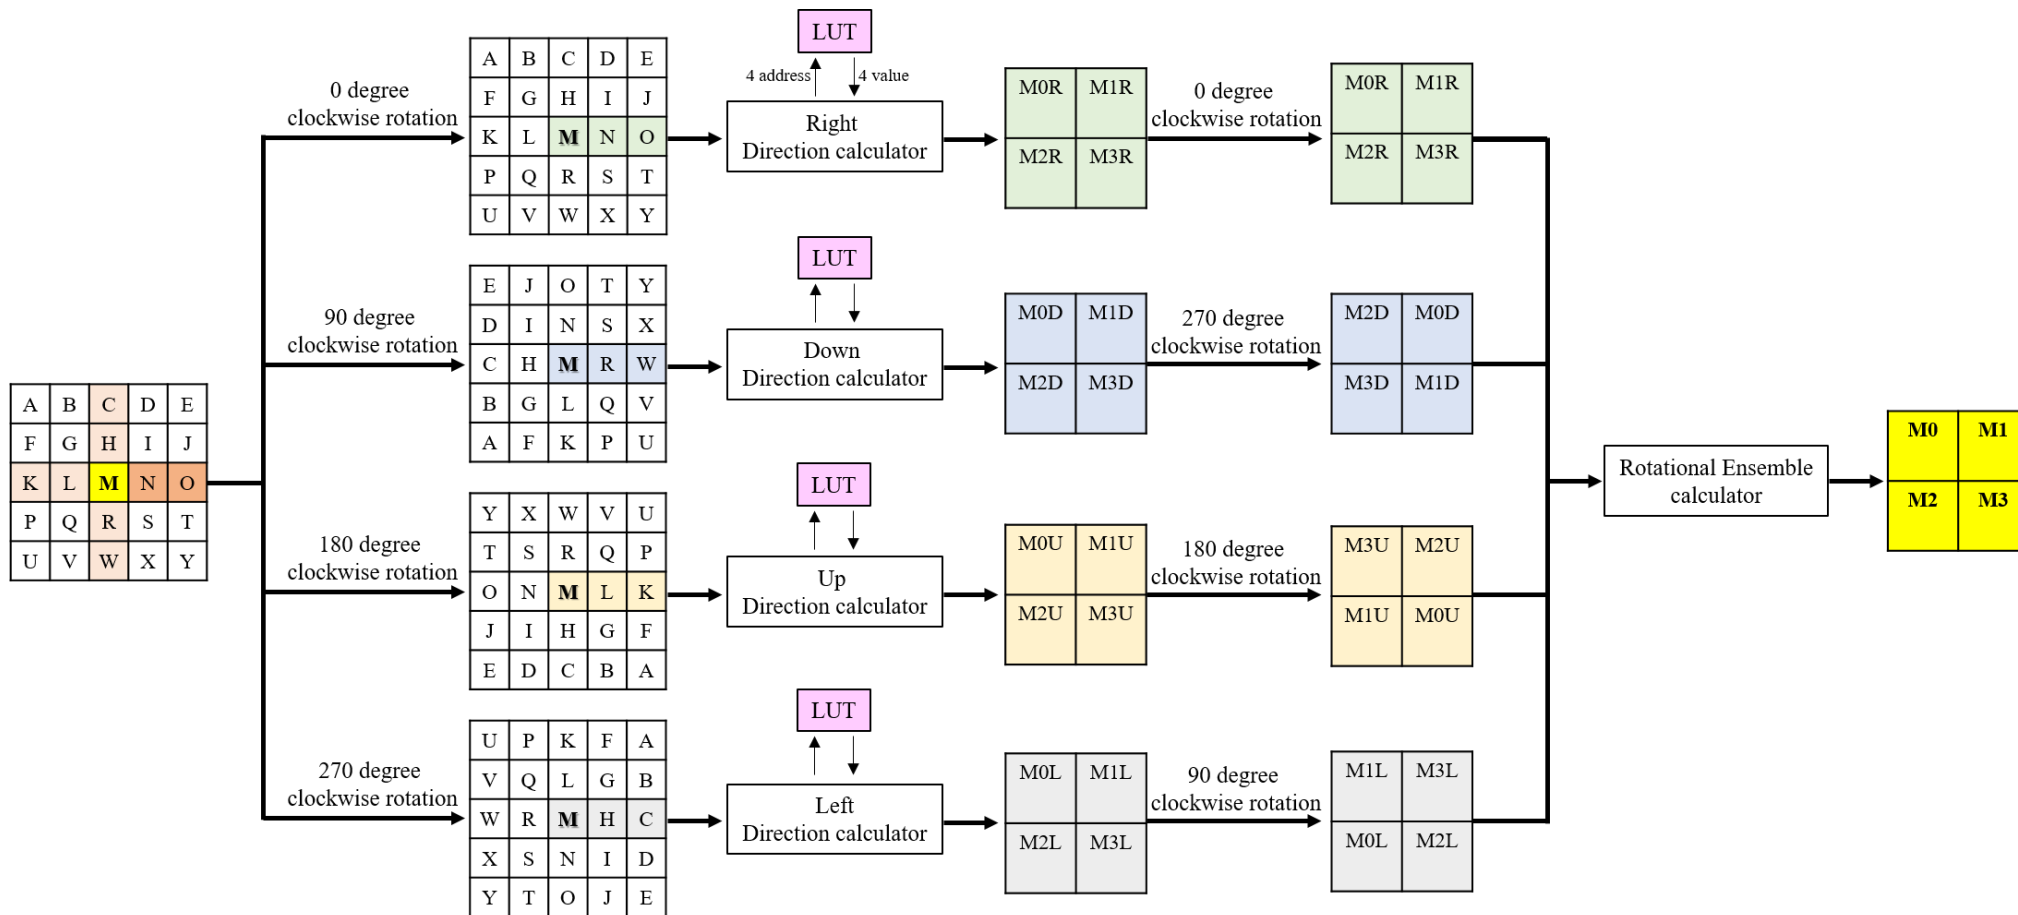 A B C D E
F G H I J
K L M N O
P Q R S T
U V W X Y
0 degree
clockwise rotation
A B C D E
F G H I J
K L M N O
P Q R S T
U V W X Y
LUT
4 address
4 value
Right
Direction calculator
M0R M1R
M2R M3R
0 degree
clockwise rotation
M0R M1R
M2R M3R
90 degree
clockwise rotation
E J O T Y
D I N S X
C H M R W
B G L Q V
A F K P U
LUT
Down
Direction calculator
M0D M1D
M2D M3D
270 degree
clockwise rotation
M2D M0D
M3D M1D
180 degree
clockwise rotation
Y X W V U
T S R Q P
O N M L K
J I H G F
E D C B A
LUT
Up
Direction calculator
M0U M1U
M2U M3U
180 degree
clockwise rotation
M3U M2U
M1U M0U
270 degree
clockwise rotation
U P K F A
V Q L G B
W R M H C
X S N I D
Y T O J E
LUT
Left
Direction calculator
M0L M1L
M2L M3L
90 degree
clockwise rotation
M1L M3L
M0L M2L
Rotational Ensemble
calculator
M0 M1
M2 M3